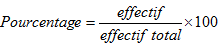 Pourcentage = effectif / effectif total × 100